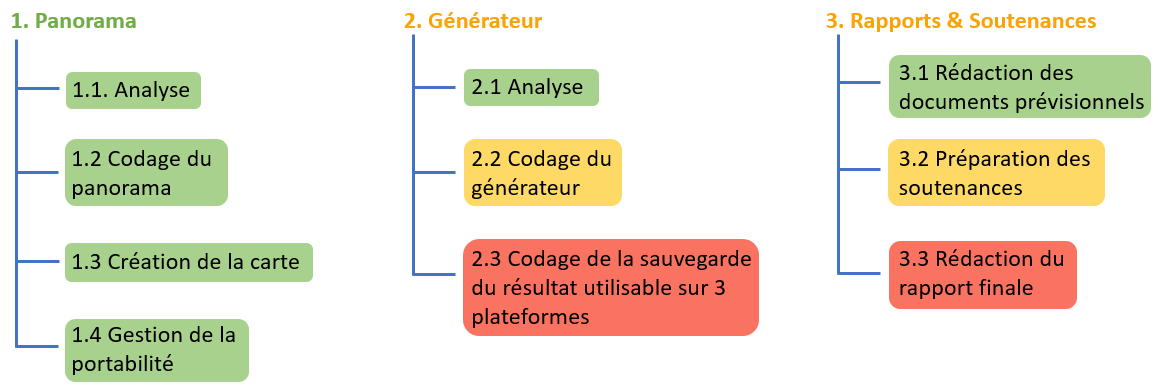 1. Panorama
1.1. Analyse
1.2 Codage du
panorama
1.3 Création de la carte
1.4 Gestion de la
portabilité
2. Générateur
2.1 Analyse
2.2 Codage du
générateur
2.3 Codage de la sauvegarde
du résultat utilisable sur 3
plateformes
3. Rapports & Soutenances
3.1 Rédaction des
documents prévisionnels
3.2 Préparation des
soutenances
3.3 Rédaction du
rapport finale